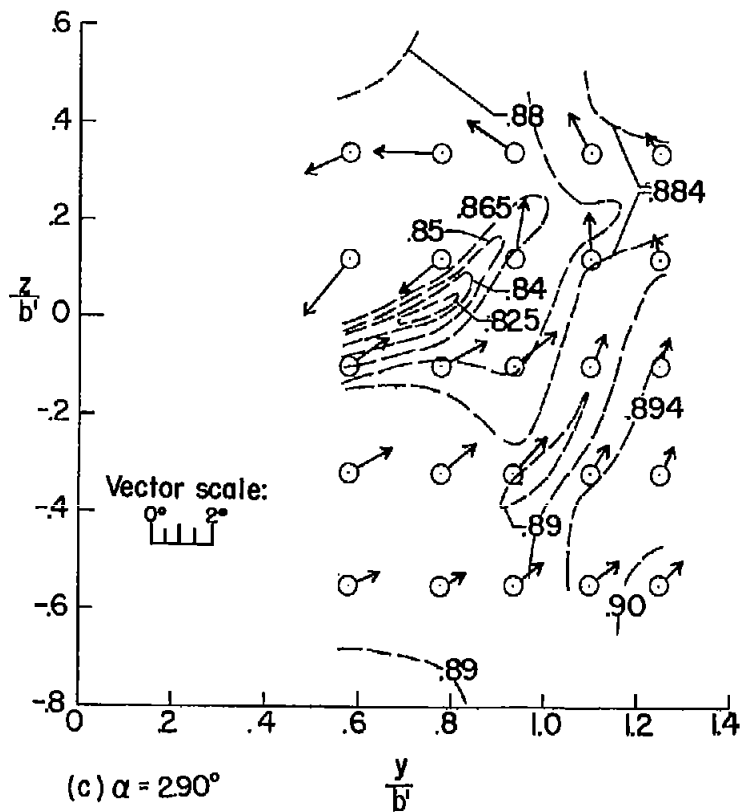 .6
.4
.2
0
-.2
-.4
-.6
-.8
z
b'
.88
.884
.865
.85
.84
.825
.894
.89
.90
.89
Vector scale:
0° 2°
0 .2 .4 .6 .8 1.0 1.2 1.4
y
b'
(c) α = 2.90°